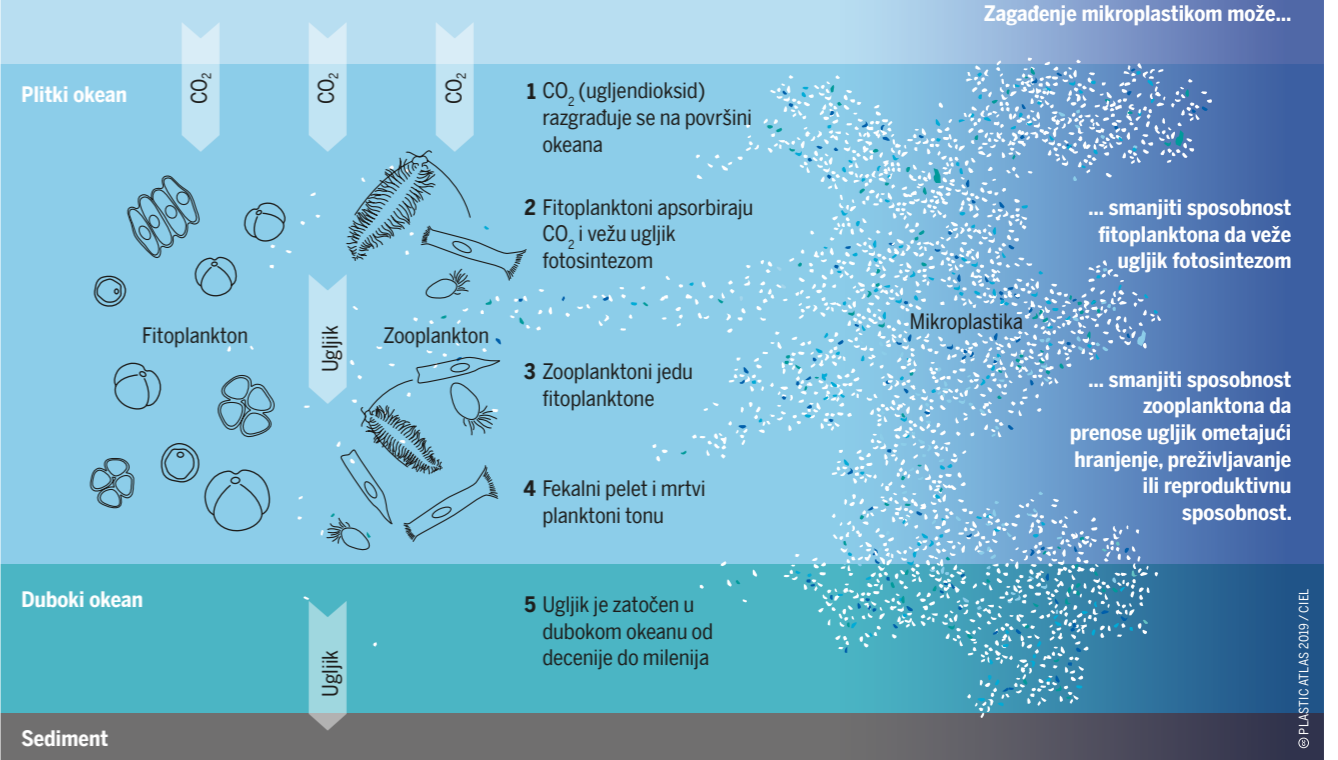 Zagađenje mikroplastikom može...
Plitki okean
CO2
CO2
CO2
1 CO2 (ugljendioksid)
razgrađuje se na površini
okeana
2 Fitoplanktoni apsorbiraju
CO2 i vežu ugljik
fotosintezom
... smanjiti sposobnost
fitoplanktona da veže
ugljik fotosintezom
Fitoplankton
Ugljik
Zooplankton
Mikroplastika
3 Zooplanktoni jedu
fitoplanktone
... smanjiti sposobnost
zooplanktona da
prenose ugljik ometajući
hranjenje, preživljavanje
ili reproduktivnu
sposobnost.
4 Fekalni pelet i mrtvi
planktoni tonu
Duboki okean
5 Ugljik je zatočen u
dubokom okeanu od
decenije do milenija
Ugljik
Sediment
🅭 PLASTIC ATLAS 2019 / CIEL